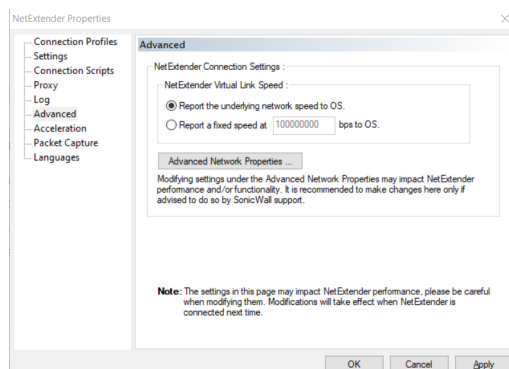 NetExtender Properties
Connection Profiles
Settings
Connection Scripts
Proxy
Log
Advanced
Acceleration
Packet Capture
Languages
Advanced
NetExtender Connection Settings :
NetExtender Virtual Link Speed :
Report the underlying network speed to OS.
Report a fixed speed at 100000000 bps to OS.
Advanced Network Properties ...
Modifying settings under the Advanced Network Properties may impact NetExtender
performance and/or functionality. It is recommended to make changes here only if
advised to do so by SonicWall support.
Note: The settings in this page may impact NetExtender performance, please be careful
when modifying them. Modifications will take effect when NetExtender is
connected next time.
OK Cancel Apply